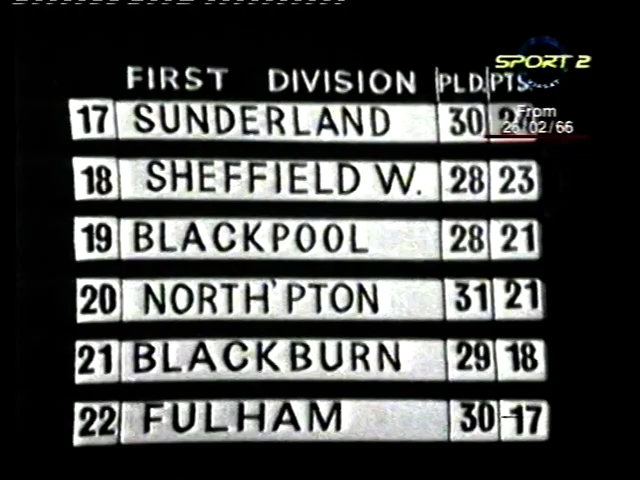 SPORT 2
FIRST DIVISION PLD. PTS.
17 SUNDERLAND 30
From
26/02/66
18 SHEFFIELD W. 28 23
19 BLACKPOOL 28 21
20 NORTH'PTON 31 21
21 BLACKBURN 29 18
22 FULHAM 30 17